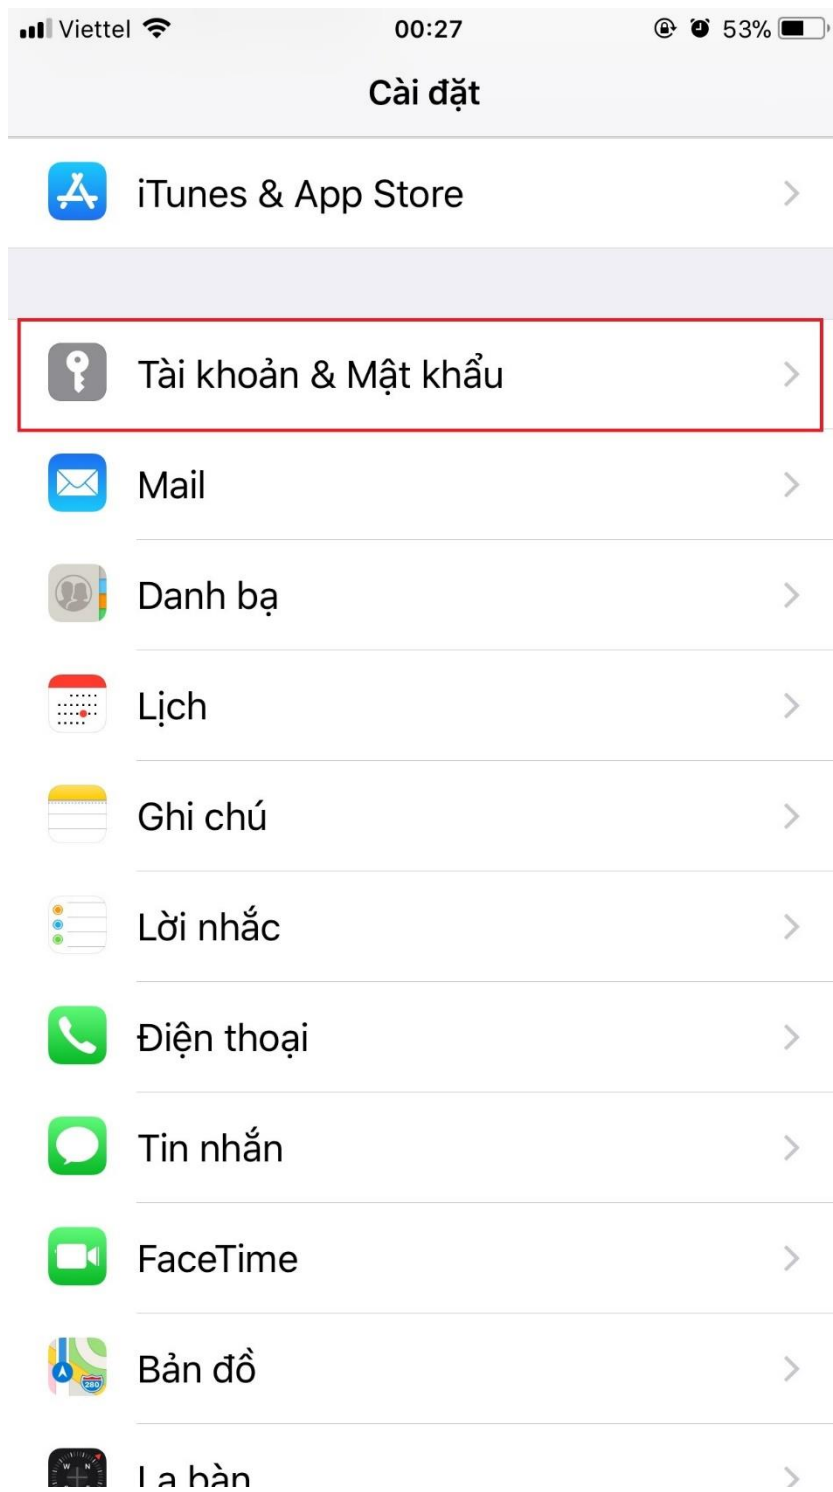 Viettel 00:27 53%
Cài đặt
iTunes & App Store
Tài khoản & Mật khẩu
Mail
Danh bạ
Lịch
Ghi chú
Lời nhắc
Điện thoại
Tin nhắn
FaceTime
Bản đồ
280
W N
La bàn